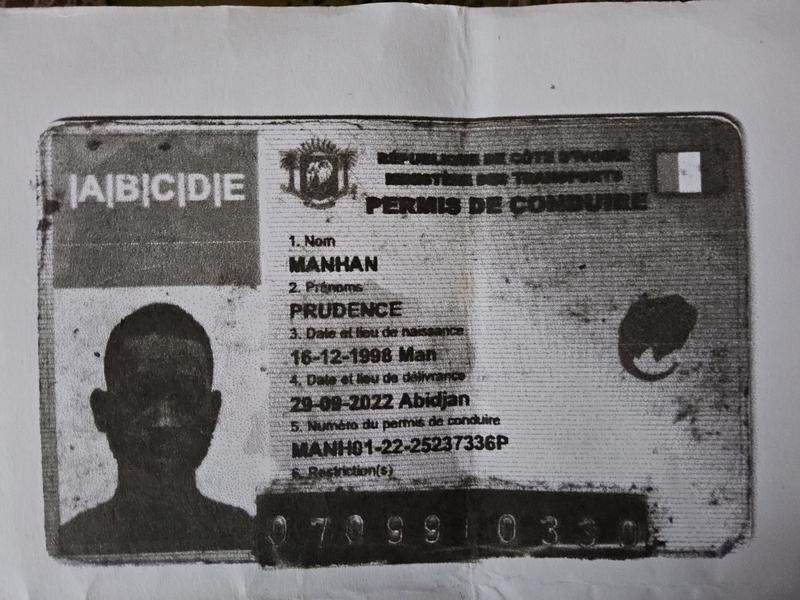 |A|B|C|D|E
RÉPUBLIQUE DE CÔTE D'IVOIRE
MINISTÈRE DES TRANSPORTS
PERMIS DE CONDUIRE
1. Nom
MANHAN
2. Prénoms
PRUDENCE
3. Date et lieu de naissance
16-12-1998 Man
4. Date et lieu de délivrance
29-09-2022 Abidjan
5. Numéro du permis de conduire
MANH01-22-25237336P
6. Restriction(s)